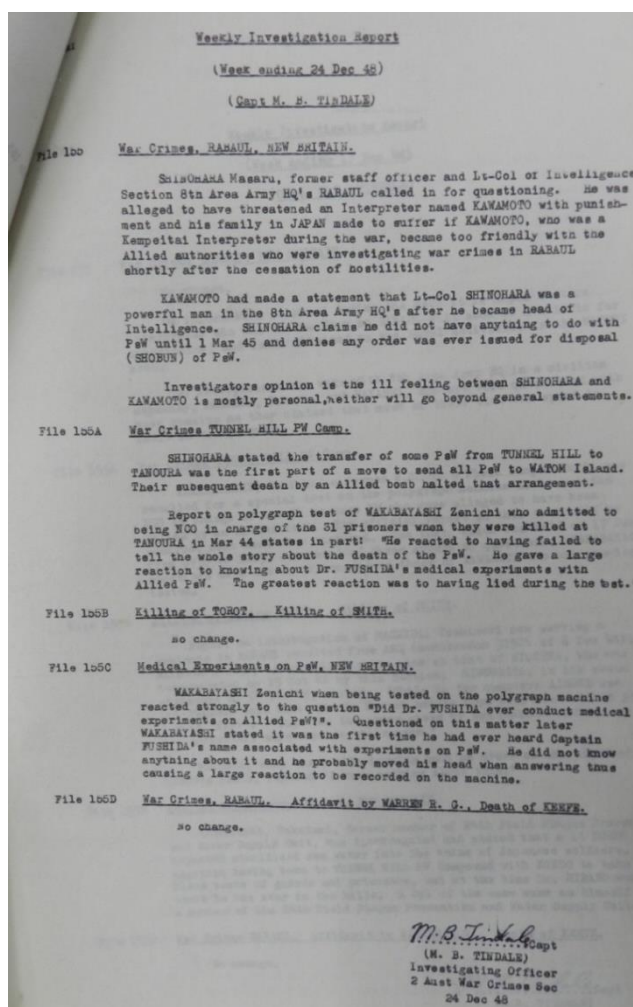 Weekly Investigation Report
(Week ending 24 Dec 48)
(Capt M. B. TINDALE)
File 155 War Crimes, RABAUL, NEW BRITAIN.
SHINOHARA Masaru, former staff officer and Lt-Col of Intelligence
Section 8th Area Army HQ's RABAUL called in for questioning. He was
alleged to have threatened an Interpreter named KAWAMOTO with punish-
ment and his family in JAPAN made to suffer if KAWAMOTO, who was a
Kempeitai Interpreter during the war, became too friendly with the
Allied authorities who were investigating war crimes in RABAUL
shortly after the cessation of hostilities.
KAWAMOTO had made a statement that Lt-Col SHINOHARA was a
powerful man in the 8th Area Army HQ's after he became head of
Intelligence. SHINOHARA claims he did not have anything to do with
PsW until 1 Mar 45 and denies any order was ever issued for disposal
(SHOBUN) of PsW.
Investigators opinion is the ill feeling between SHINOHARA and
KAWAMOTO is mostly personal, neither will go beyond general statements.
File 155A War Crimes TUNNEL HILL PW Camp.
SHINOHARA stated the transfer of some PsW from TUNNEL HILL to
TANOURA was the first part of a move to send all PsW to WATOM Island.
Their subsequent death by an Allied bomb halted that arrangement.
Report on polygraph test of WAKABAYASHI Zenichi who admitted to
being NCO in charge of the 31 prisoners when they were killed at
TANOURA in Mar 44 states in part: "He reacted to having failed to
tell the whole story about the death of the PsW. He gave a large
reaction to knowing about Dr. FUSHIDA's medical experiments with
Allied PsW. The greatest reaction was to having lied during the test.
File 155B Killing of TOROT. Killing of SMITH.
No change.
File 155C Medical Experiments on PsW, NEW BRITAIN.
WAKABAYASHI Zenichi when being tested on the polygraph machine
reacted strongly to the question "Did Dr. FUSHIDA ever conduct medical
experiments on Allied PsW?". Questioned on this matter later
WAKABAYASHI stated it was the first time he had ever heard Captain
FUSHIDA's name associated with experiments on PsW. He did not know
anything about it and he probably moved his head when answering thus
causing a large reaction to be recorded on the machine.
File 155D War Crimes, RABAUL. Affidavit by WARREN R. G., Death of KEEFE.
No change.
M.B. Tindale Capt
(M. B. TINDALE)
Investigating Officer
2 Aust War Crimes Sec
24 Dec 48